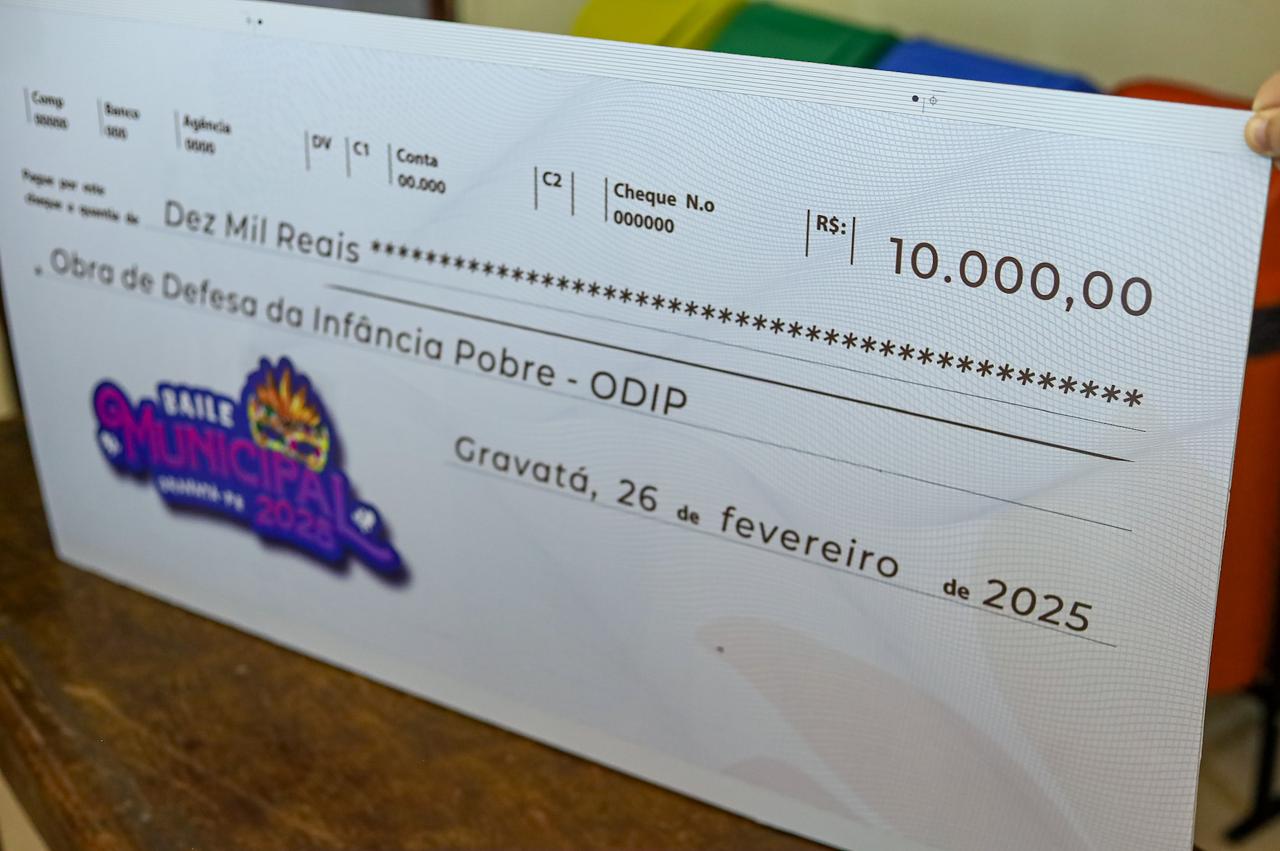 Comp Banco Agência DV C1 Conta C2 Cheque N.o R$: 10.000,00
00000 000 0000 00.000 000000
Pague por este
cheque a quantia de Dez Mil Reais ********************************************
Obra de Defesa da Infância Pobre - ODIP
Gravatá, 26 de fevereiro de 2025
BAILE
MUNICIPAL
GRAVATÁ-PE
2025